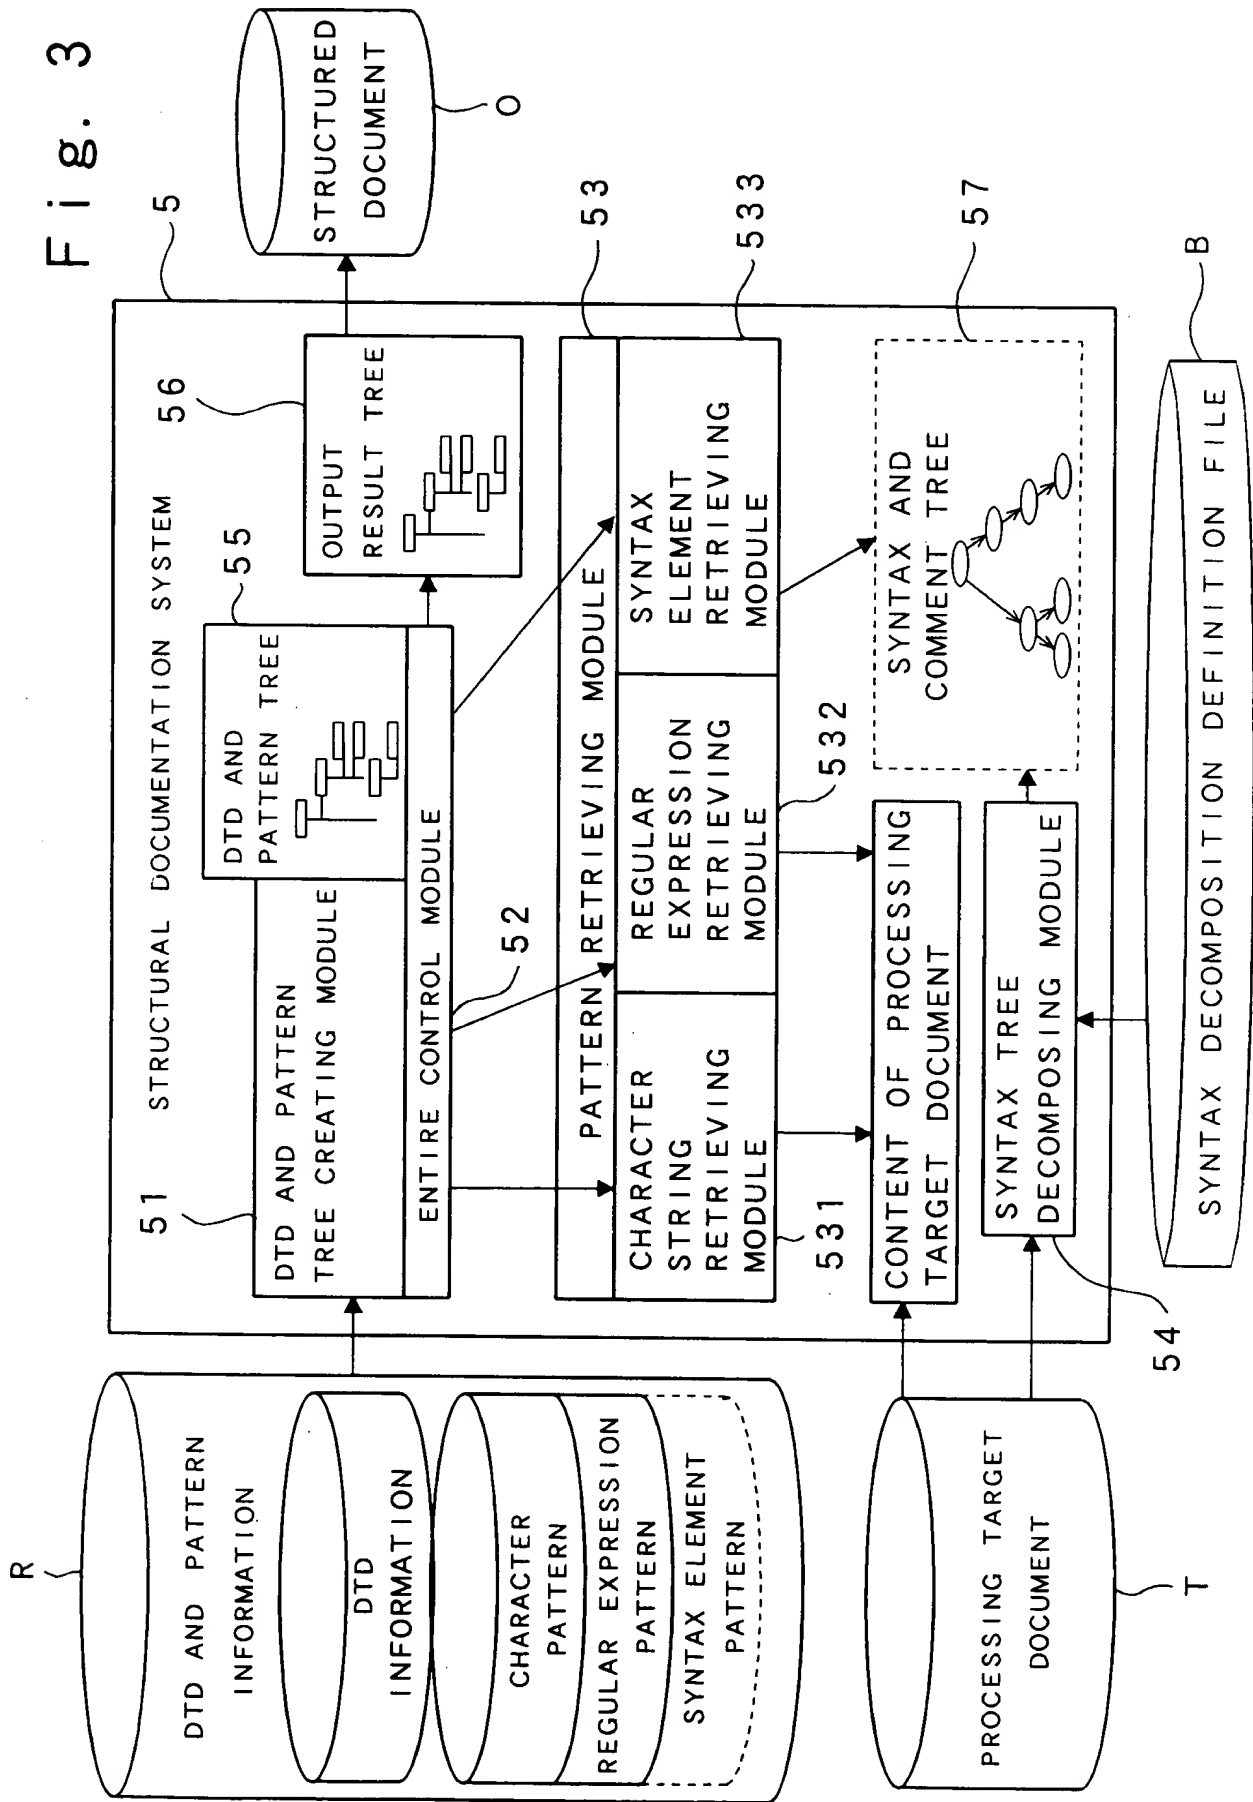 Fig. 3
R
DTD AND PATTERN
INFORMATION
DTD
INFORMATION
CHARACTER
PATTERN
REGULAR EXPRESSION
PATTERN
SYNTAX ELEMENT
PATTERN
PROCESSING TARGET
DOCUMENT
T
5
STRUCTURAL DOCUMENTATION SYSTEM
51
DTD AND PATTERN
TREE CREATING MODULE
55
DTD AND
PATTERN TREE
ENTIRE CONTROL MODULE
52
56
OUTPUT
RESULT TREE
STRUCTURED
DOCUMENT
O
53
PATTERN RETRIEVING MODULE
CHARACTER
STRING
RETRIEVING
MODULE
531
REGULAR
EXPRESSION
RETRIEVING
MODULE
532
SYNTAX
ELEMENT
RETRIEVING
MODULE
533
CONTENT OF PROCESSING
TARGET DOCUMENT
SYNTAX TREE
DECOMPOSING MODULE
54
SYNTAX AND
COMMENT TREE
57
SYNTAX DECOMPOSITION DEFINITION FILE
B